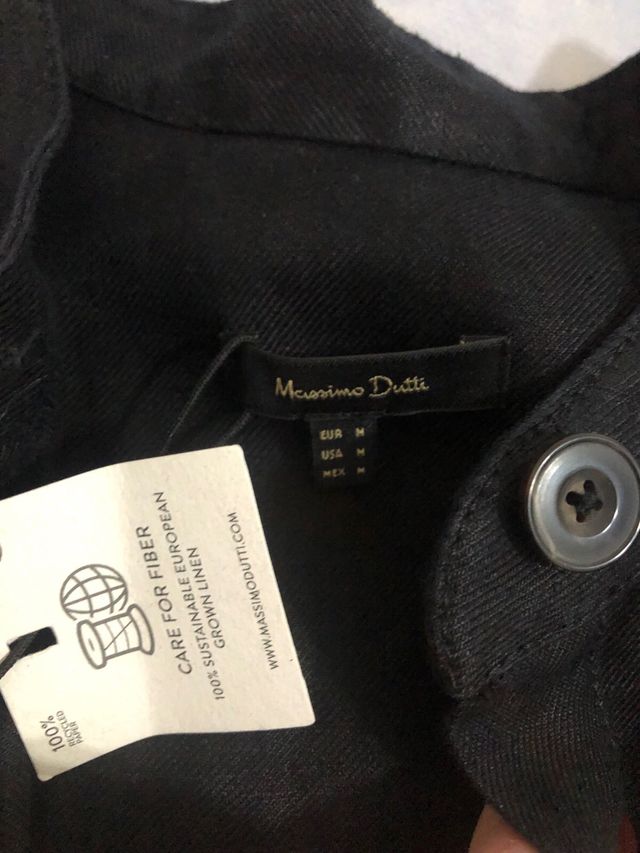 Massimo Dutti
EUR M
USA M
MEX M
CARE FOR FIBER
100% SUSTAINABLE EUROPEAN
GROWN LINEN
WWW.MASSIMODUTTI.COM
100%
RECYCLED
PAPER